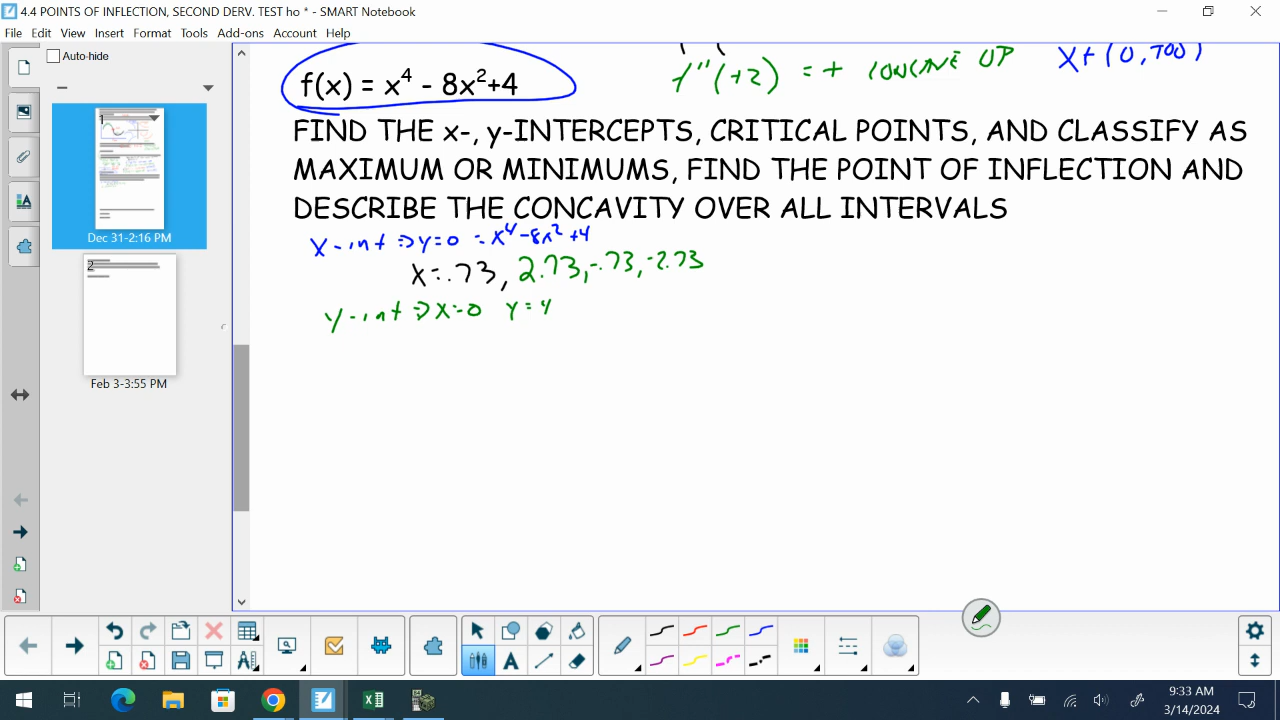 4.4 POINTS OF INFLECTION, SECOND DERV. TEST ho * - SMART Notebook
File Edit View Insert Format Tools Add-ons Account Help
Auto-hide
1
Dec 31-2:16 PM
2
Feb 3-3:55 PM
f''(+2) = + CONCAVE UP
X + (0,
f(x) = x⁴ - 8x²+4
FIND THE x-, y-INTERCEPTS, CRITICAL POINTS, AND CLASSIFY AS
MAXIMUM OR MINIMUMS, FIND THE POINT OF INFLECTION AND
DESCRIBE THE CONCAVITY OVER ALL INTERVALS
X-int ⇒ y=0 = x⁴-8x²+4
x=.73, 2.73, -.73, -2.73
y-int ⇒ x=0 y=4
9:33 AM
3/14/2024